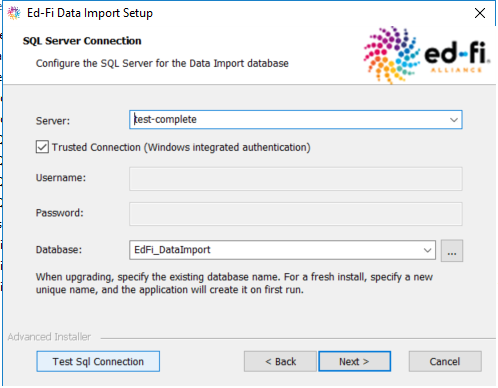 Ed-Fi Data Import Setup
SQL Server Connection
Configure the SQL Server for the Data Import database
ed-fi
ALLIANCE
Server:
test-complete
Trusted Connection (Windows integrated authentication)
Username:
Password:
Database:
EdFi_DataImport
...
When upgrading, specify the existing database name. For a fresh install, specify a new
unique name, and the application will create it on first run.
Advanced Installer
Test Sql Connection
< Back
Next >
Cancel